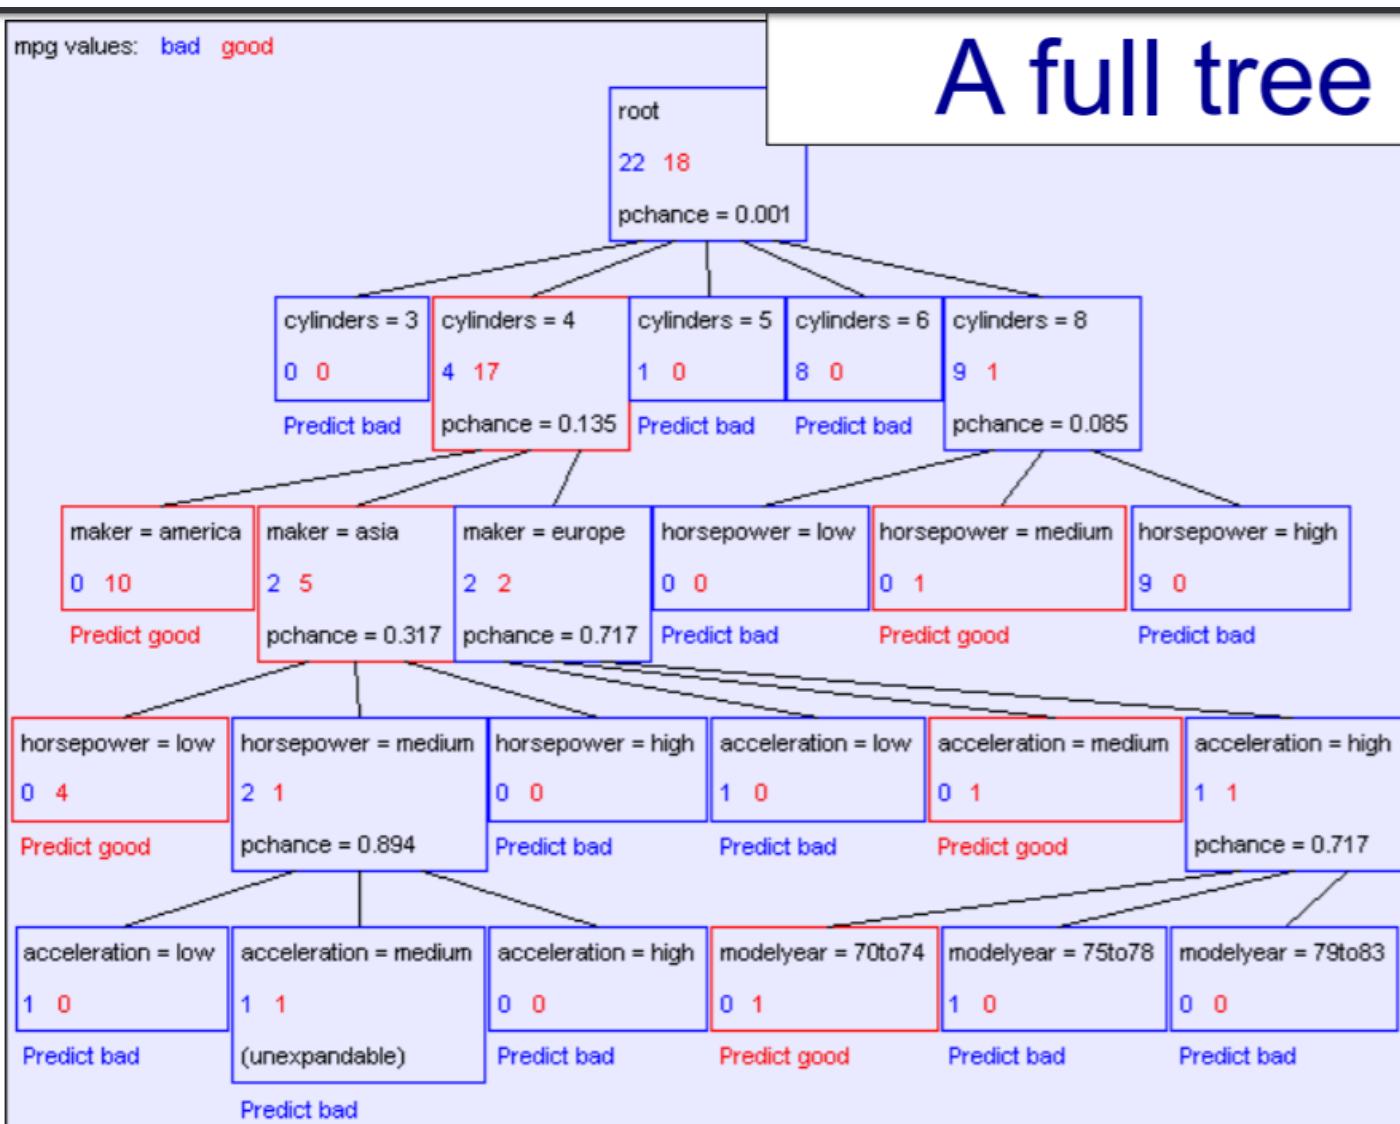 A full tree
mpg values: bad good
root
22 18
pchance = 0.001
cylinders = 3
0 0
Predict bad
cylinders = 4
4 17
pchance = 0.135
cylinders = 5
1 0
Predict bad
cylinders = 6
8 0
Predict bad
cylinders = 8
9 1
pchance = 0.085
maker = america
0 10
Predict good
maker = asia
2 5
pchance = 0.317
maker = europe
2 2
pchance = 0.717
horsepower = low
0 0
Predict bad
horsepower = medium
0 1
Predict good
horsepower = high
9 0
Predict bad
horsepower = low
0 4
Predict good
horsepower = medium
2 1
pchance = 0.894
horsepower = high
0 0
Predict bad
acceleration = low
1 0
Predict bad
acceleration = medium
0 1
Predict good
acceleration = high
1 1
pchance = 0.717
acceleration = low
1 0
Predict bad
acceleration = medium
1 1
(unexpandable)
Predict bad
acceleration = high
0 0
Predict bad
modelyear = 70to74
0 1
Predict good
modelyear = 75to78
1 0
Predict bad
modelyear = 79to83
0 0
Predict bad